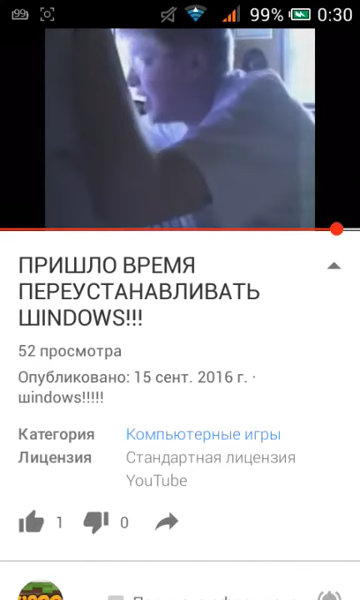 99
99% 0:30
ПРИШЛО ВРЕМЯ
ПЕРЕУСТАНАВЛИВАТЬ
ШINDOWS!!!
52 просмотра
Опубликовано: 15 сент. 2016 г. ·
шindows!!!!!
Категория Компьютерные игры
Лицензия Стандартная лицензия
YouTube
1 0